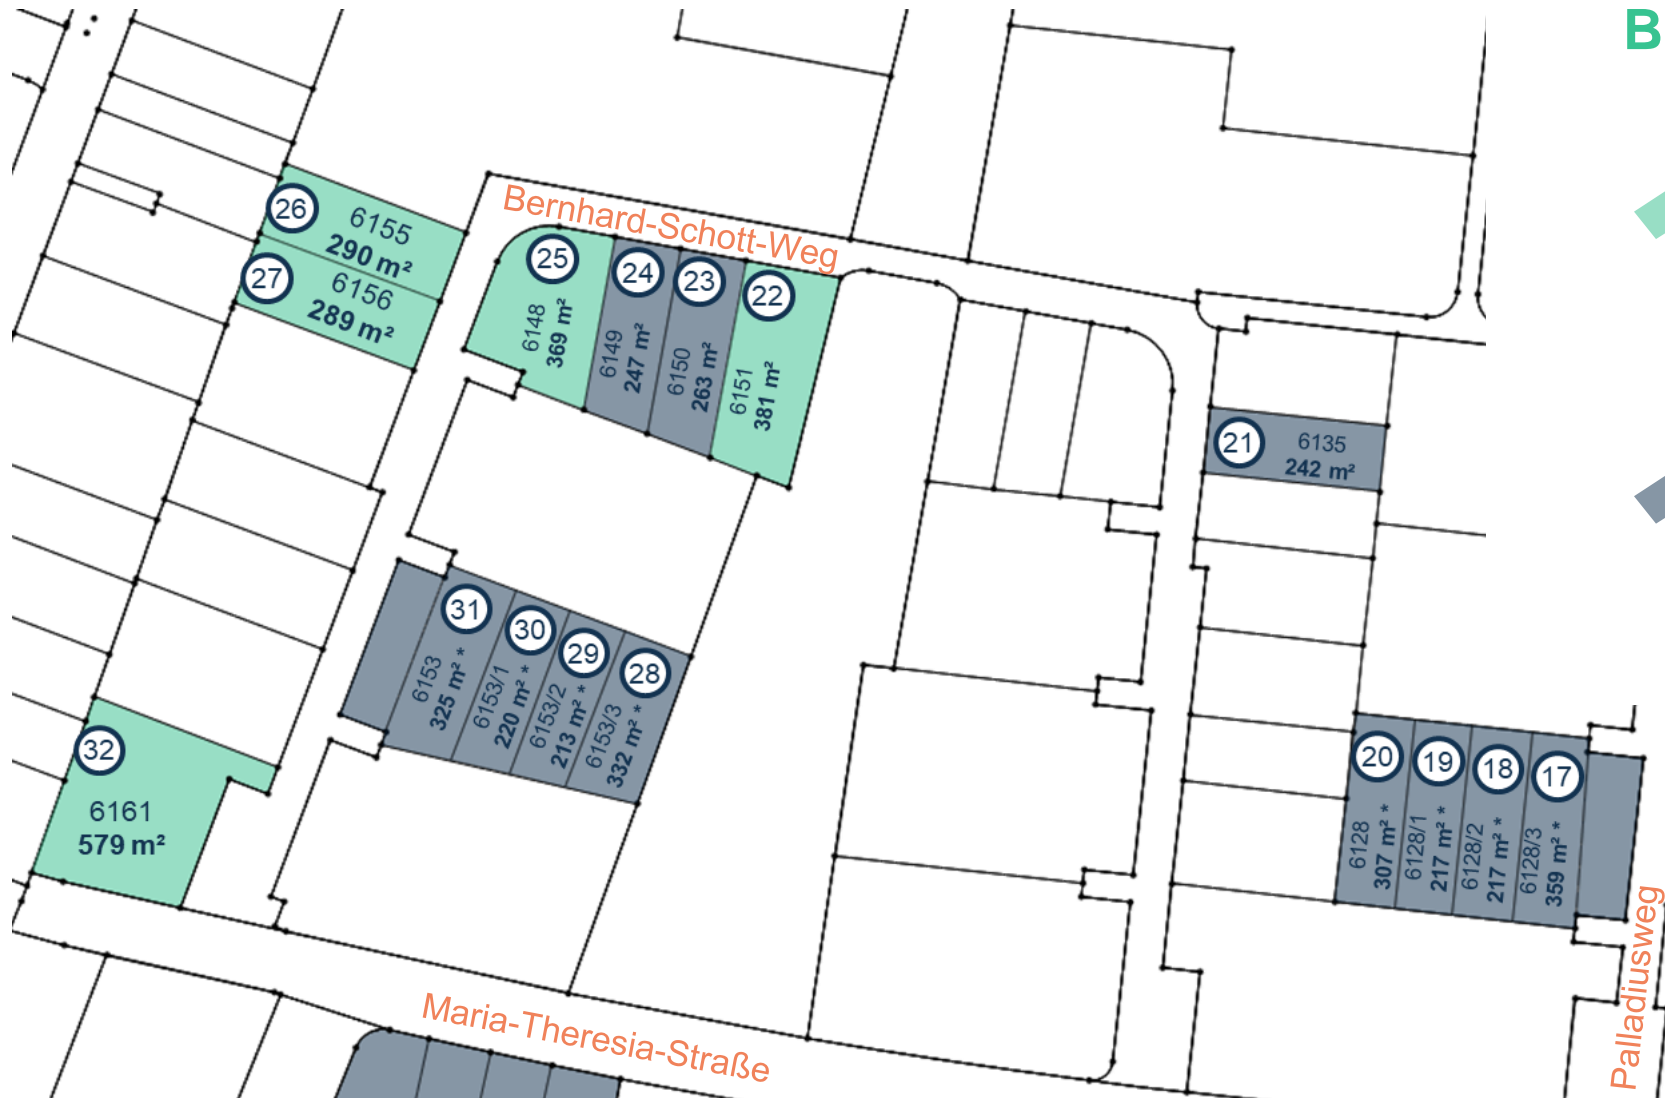 B
Bernhard-Schott-Weg
26
6155
290 m²
27
6156
289 m²
25
6148
369 m²
24
6149
247 m²
23
6150
263 m²
22
6151
381 m²
21
6135
242 m²
31
6153
325 m² *
30
6153/1
220 m² *
29
6153/2
213 m² *
28
6153/3
332 m² *
32
6161
579 m²
20
6128
307 m² *
19
6128/1
217 m² *
18
6128/2
217 m² *
17
6128/3
359 m² *
Palladiusweg
Maria-Theresia-Straße